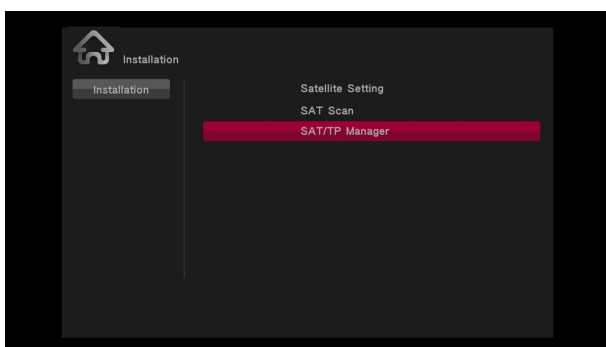 Installation
Installation
Satellite Setting
SAT Scan
SAT/TP Manager